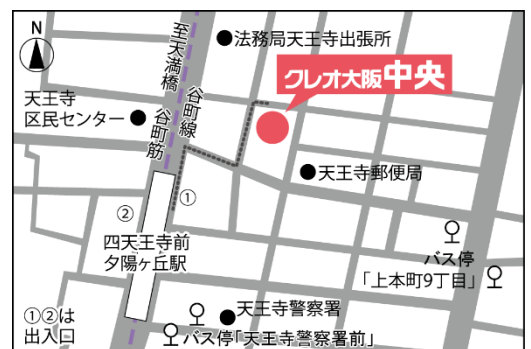 N
至天満橋
谷町筋
谷町線
法務局天王寺出張所
クレオ大阪中央
天王寺
区民センター
天王寺郵便局
①
②
四天王寺前
夕陽ヶ丘駅
バス停
「上本町9丁目」
①②は
出入口
天王寺警察署
バス停「天王寺警察署前」